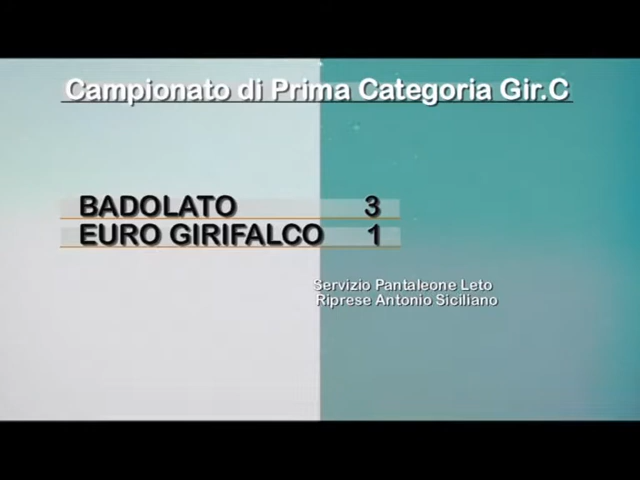 Campionato di Prima Categoria Gir.C
BADOLATO 3
EURO GIRIFALCO 1
Servizio Pantaleone Leto
Riprese Antonio Siciliano